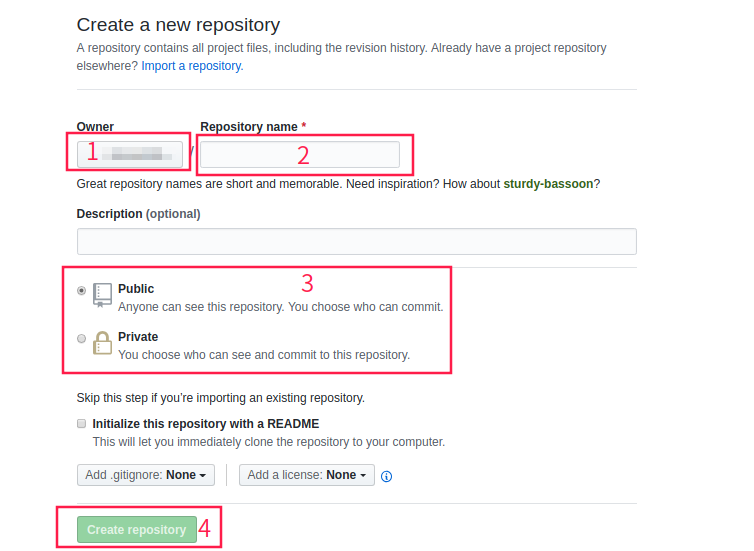 Create a new repository
A repository contains all project files, including the revision history. Already have a project repository
elsewhere? Import a repository.
Owner Repository name *
1 / 2
Great repository names are short and memorable. Need inspiration? How about sturdy-bassoon?
Description (optional)
3
Public
Anyone can see this repository. You choose who can commit.
Private
You choose who can see and commit to this repository.
Skip this step if you’re importing an existing repository.
Initialize this repository with a README
This will let you immediately clone the repository to your computer.
Add .gitignore: None Add a license: None
Create repository 4